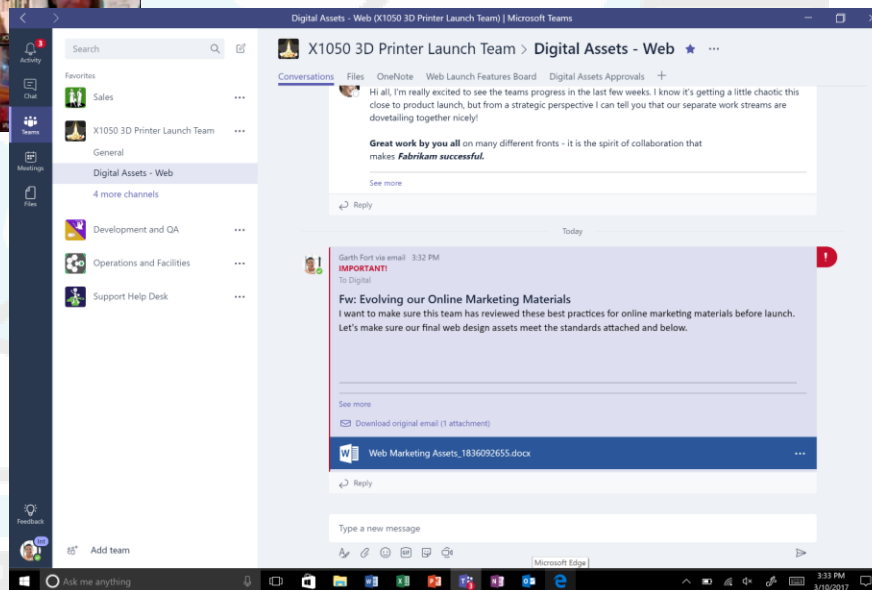 Digital Assets - Web (X1050 3D Printer Launch Team) | Microsoft Teams
3
Activity
Chat
Teams
Meetings
Files
Feedback
Search
Favorites
Sales
X1050 3D Printer Launch Team
General
Digital Assets - Web
4 more channels
Development and QA
Operations and Facilities
Support Help Desk
Add team
X1050 3D Printer Launch Team > Digital Assets - Web
Conversations Files OneNote Web Launch Features Board Digital Assets Approvals
Hi all, I'm really excited to see the teams progress in the last few weeks. I know it's getting a little chaotic this
close to product launch, but from a strategic perspective I can tell you that our separate work streams are
dovetailing together nicely!
Great work by you all on many different fronts - it is the spirit of collaboration that
makes Fabrikam successful.
See more
Reply
Today
Garth Fort via email 3:32 PM
IMPORTANT!
To Digital
Fw: Evolving our Online Marketing Materials
I want to make sure this team has reviewed these best practices for online marketing materials before launch.
Let's make sure our final web design assets meet the standards attached and below.
See more
Download original email (1 attachment)
Web Marketing Assets_1836092655.docx
Reply
Type a new message
GIF
Microsoft Edge
Ask me anything
3:33 PM
3/10/2017